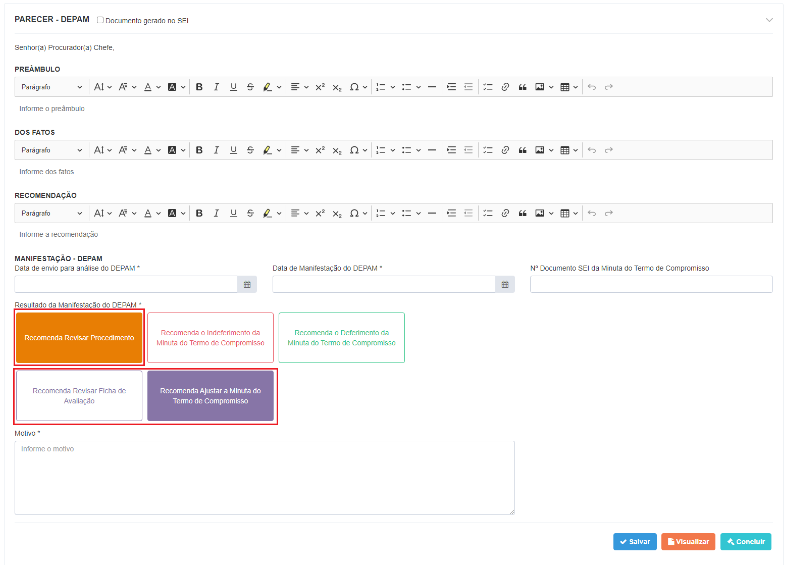 PARECER - DEPAM Documento gerado no SEI
Senhor(a) Procurador(a) Chefe,
PREÂMBULO
Parágrafo
Informe o preâmbulo
DOS FATOS
Parágrafo
Informe dos fatos
RECOMENDAÇÃO
Parágrafo
Informe a recomendação
MANIFESTAÇÃO - DEPAM
Data de envio para análise do DEPAM * Data de Manifestação do DEPAM * Nº Documento SEI da Minuta do Termo de Compromisso
Resultado da Manifestação do DEPAM *
Recomenda Revisar Procedimento
Recomenda o Indeferimento da
Minuta do Termo de Compromisso
Recomenda o Deferimento da
Minuta do Termo de Compromisso
Recomenda Revisar Ficha de
Avaliação
Recomenda Ajustar a Minuta do
Termo de Compromisso
Motivo *
Informe o motivo
Salvar Visualizar Concluir